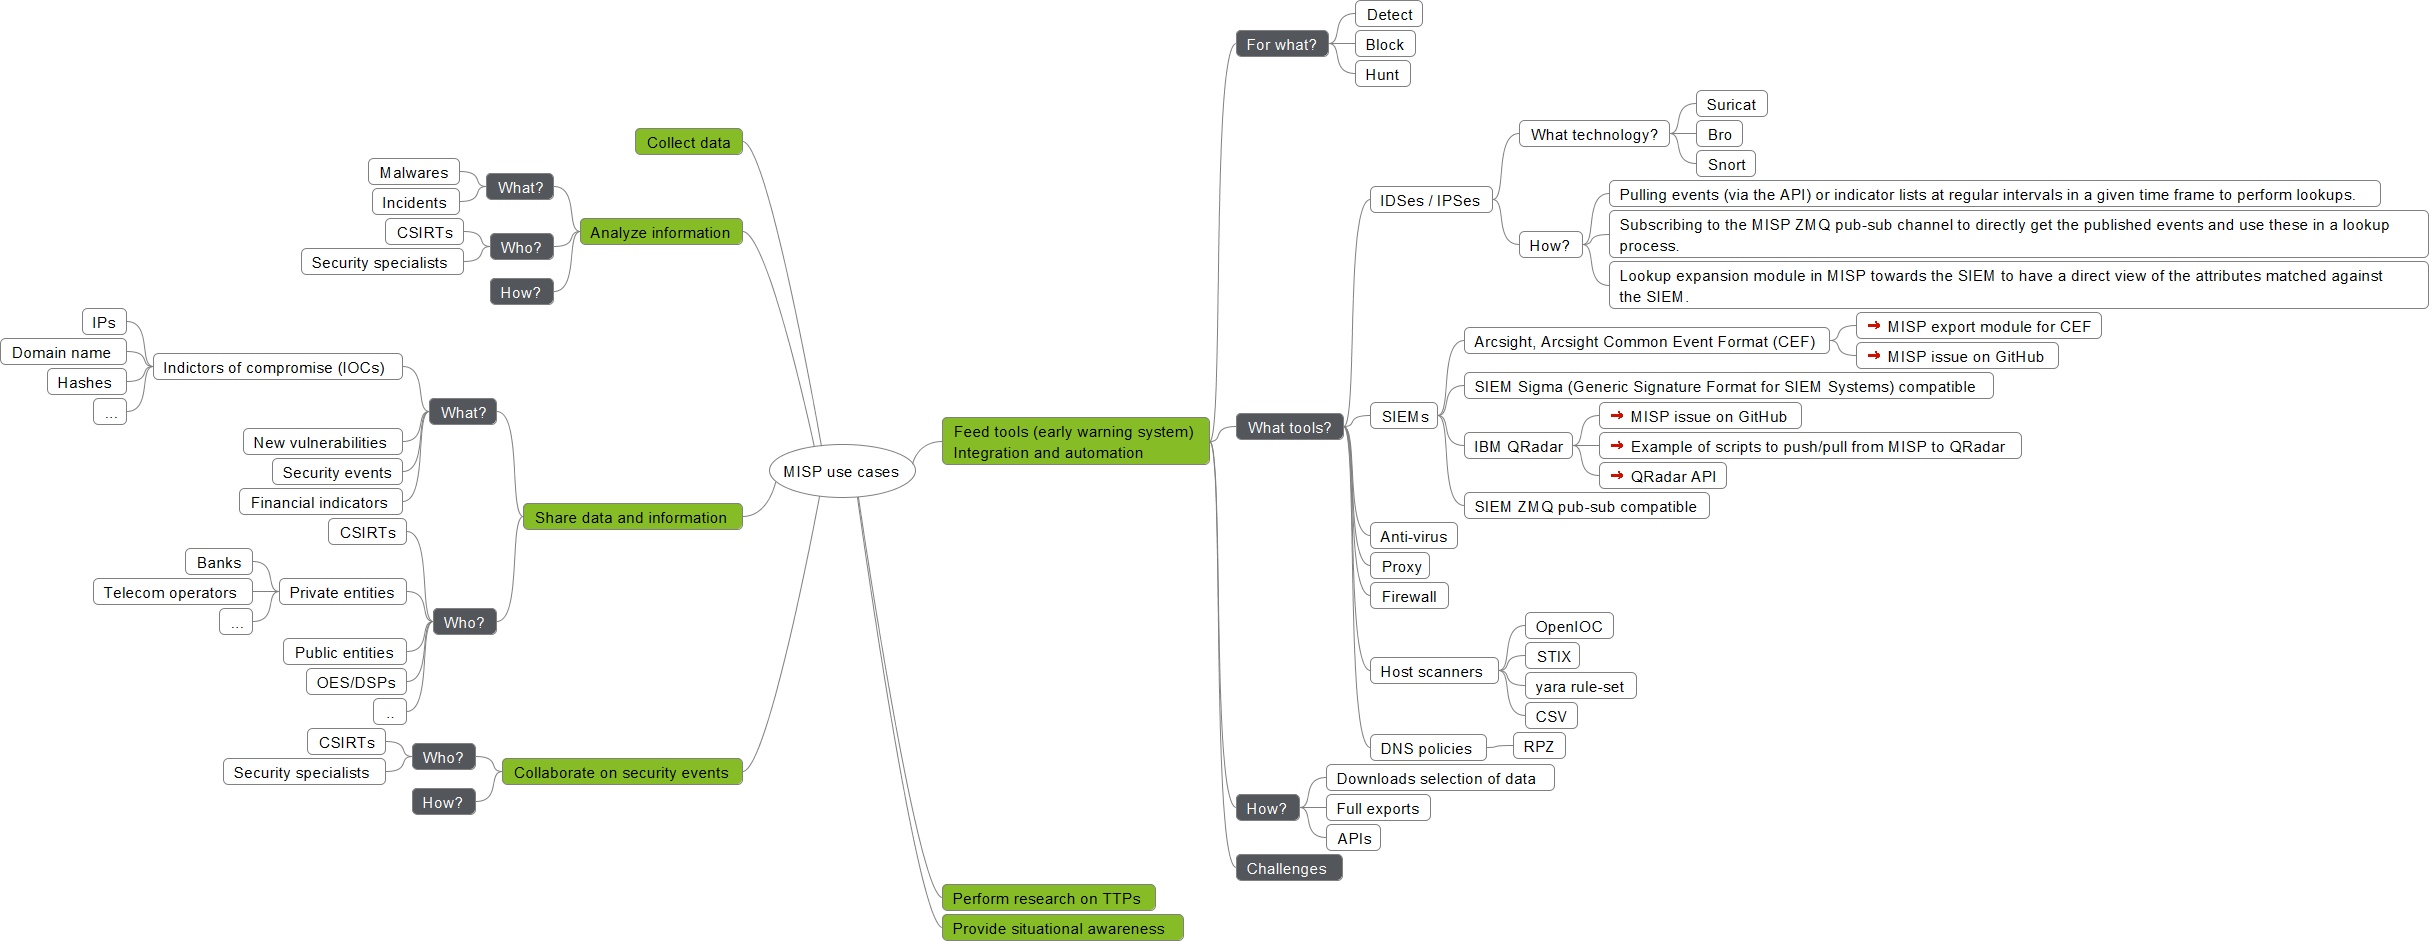 MISP use cases
Collect data
Analyze information
What?
Malwares
Incidents
Who?
CSIRTs
Security specialists
How?
Share data and information
What?
Indictors of compromise (IOCs)
IPs
Domain name
Hashes
...
New vulnerabilities
Security events
Financial indicators
Who?
CSIRTs
Private entities
Banks
Telecom operators
...
Public entities
OES/DSPs
..
Collaborate on security events
Who?
CSIRTs
Security specialists
How?
Feed tools (early warning system)
Integration and automation
For what?
Detect
Block
Hunt
What tools?
IDSes / IPSes
What technology?
Suricat
Bro
Snort
How?
Pulling events (via the API) or indicator lists at regular intervals in a given time frame to perform lookups.
Subscribing to the MISP ZMQ pub-sub channel to directly get the published events and use these in a lookup
process.
Lookup expansion module in MISP towards the SIEM to have a direct view of the attributes matched against
the SIEM.
SIEMs
Arcsight, Arcsight Common Event Format (CEF)
MISP export module for CEF
MISP issue on GitHub
SIEM Sigma (Generic Signature Format for SIEM Systems) compatible
IBM QRadar
MISP issue on GitHub
Example of scripts to push/pull from MISP to QRadar
QRadar API
SIEM ZMQ pub-sub compatible
Anti-virus
Proxy
Firewall
Host scanners
OpenIOC
STIX
yara rule-set
CSV
DNS policies
RPZ
How?
Downloads selection of data
Full exports
APIs
Challenges
Perform research on TTPs
Provide situational awareness